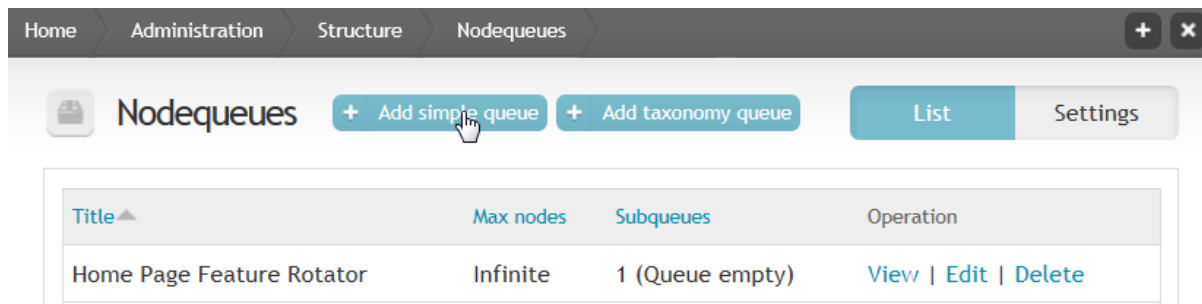 Home Administration Structure Nodequeues
Nodequeues + Add simple queue + Add taxonomy queue List Settings
Title Max nodes Subqueues Operation
Home Page Feature Rotator Infinite 1 (Queue empty) View | Edit | Delete